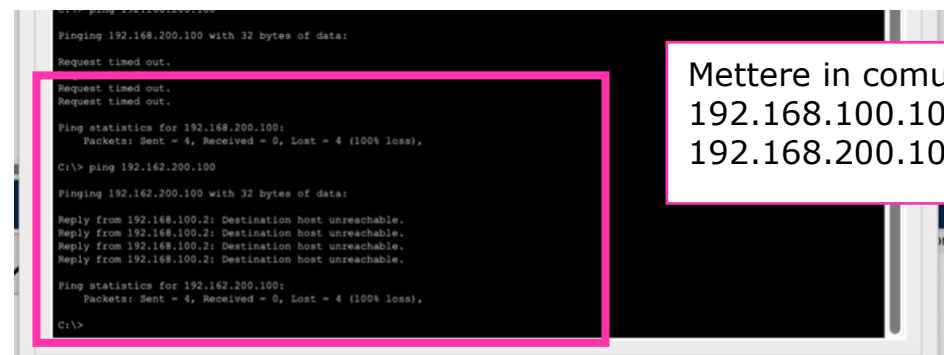 C:\> ping 192.168.200.100
Pinging 192.168.200.100 with 32 bytes of data:
Request timed out.
Request timed out.
Request timed out.
Ping statistics for 192.168.200.100:
Packets: Sent = 4, Received = 0, Lost = 4 (100% loss),
C:\> ping 192.162.200.100
Pinging 192.162.200.100 with 32 bytes of data:
Reply from 192.168.100.2: Destination host unreachable.
Reply from 192.168.100.2: Destination host unreachable.
Reply from 192.168.100.2: Destination host unreachable.
Reply from 192.168.100.2: Destination host unreachable.
Ping statistics for 192.162.200.100:
Packets: Sent = 4, Received = 0, Lost = 4 (100% loss),
C:\>
Mettere in comu
192.168.100.10
192.168.200.10